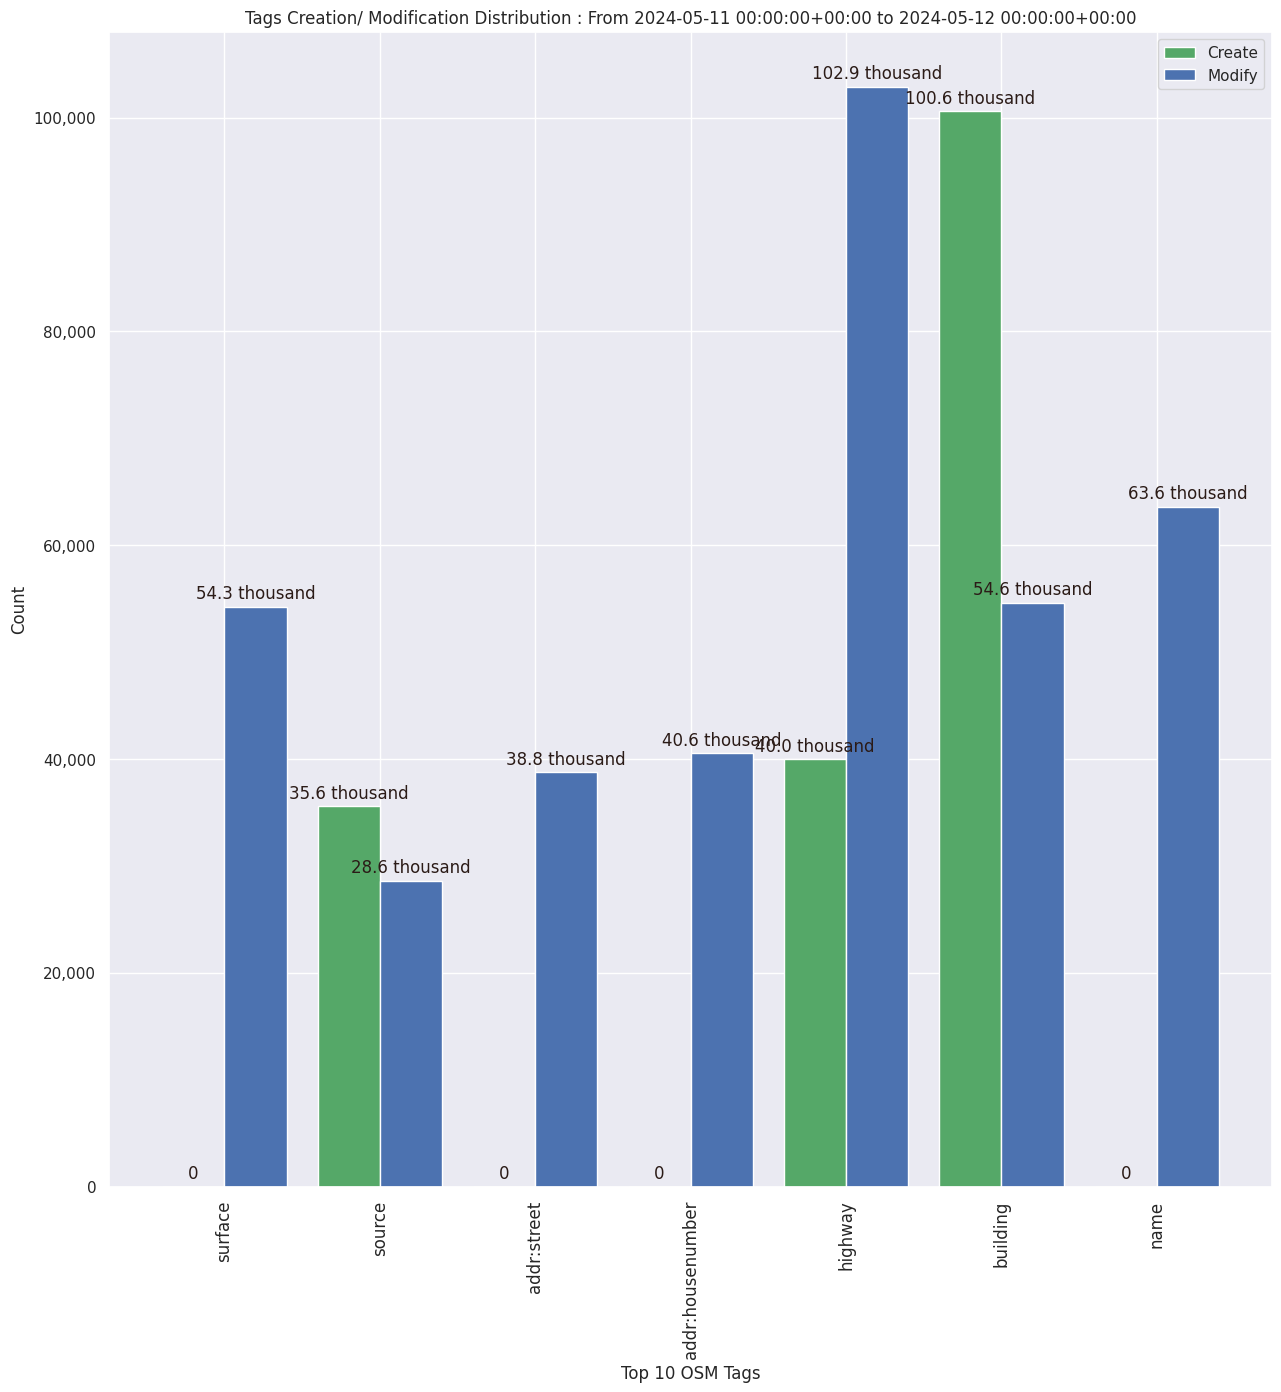 Tags Creation/ Modification Distribution : From 2024-05-11 00:00:00+00:00 to 2024-05-12 00:00:00+00:00
Create
Modify
102.9 thousand
100.6 thousand
100,000
80,000
63.6 thousand
60,000
54.3 thousand
54.6 thousand
Count
40.6 thousand
40.0 thousand
38.8 thousand
40,000
35.6 thousand
28.6 thousand
20,000
0
0
0
0
0
surface
source
addr:street
addr:housenumber
highway
building
name
Top 10 OSM Tags